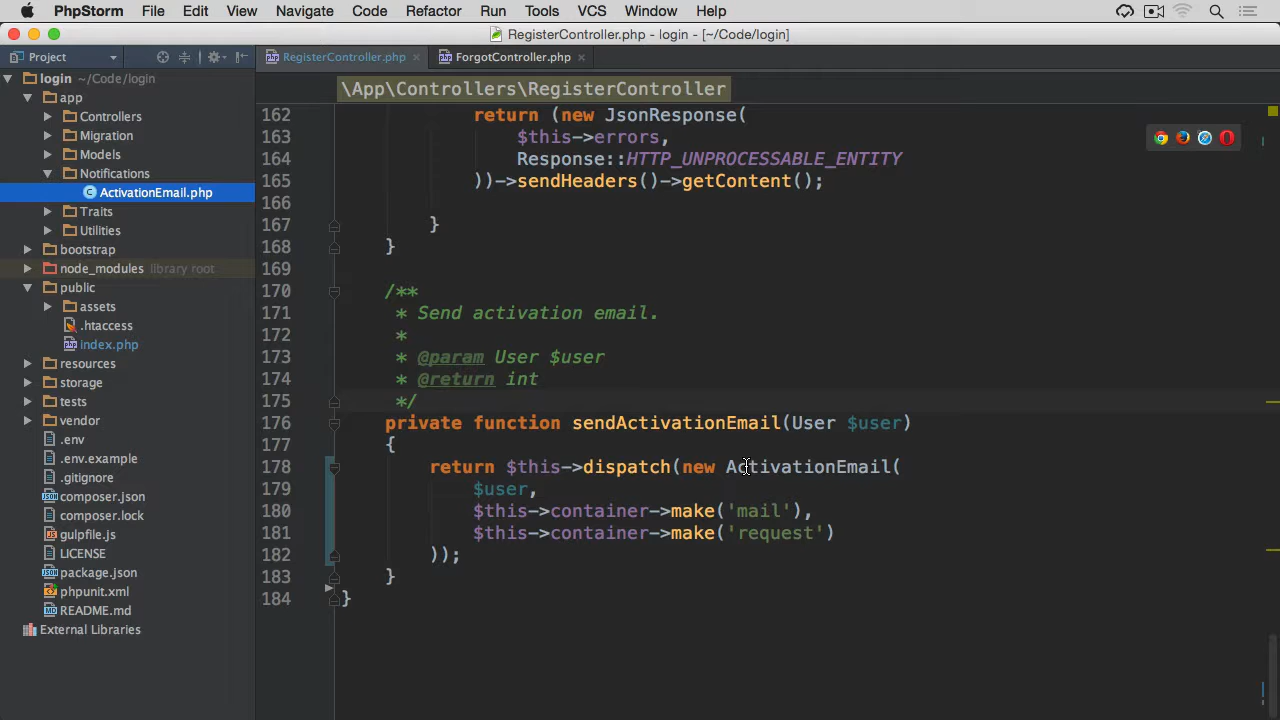 PhpStorm File Edit View Navigate Code Refactor Run Tools VCS Window Help
RegisterController.php - login - [~/Code/login]
Project
RegisterController.php
ForgotController.php
login ~/Code/login
app
Controllers
Migration
Models
Notifications
ActivationEmail.php
Traits
Utilities
bootstrap
node_modules library root
public
assets
.htaccess
index.php
resources
storage
tests
vendor
.env
.env.example
.gitignore
composer.json
composer.lock
gulpfile.js
LICENSE
package.json
phpunit.xml
README.md
External Libraries
\App\Controllers\RegisterController
162 return (new JsonResponse(
163 $this->errors,
164 Response::HTTP_UNPROCESSABLE_ENTITY
165 ))->sendHeaders()->getContent();
166
167 }
168 }
169
170 /**
171 * Send activation email.
172 *
173 * @param User $user
174 * @return int
175 */
176 private function sendActivationEmail(User $user)
177 {
178 return $this->dispatch(new ActivationEmail(
179 $user,
180 $this->container->make('mail'),
181 $this->container->make('request')
182 ));
183 }
184 }